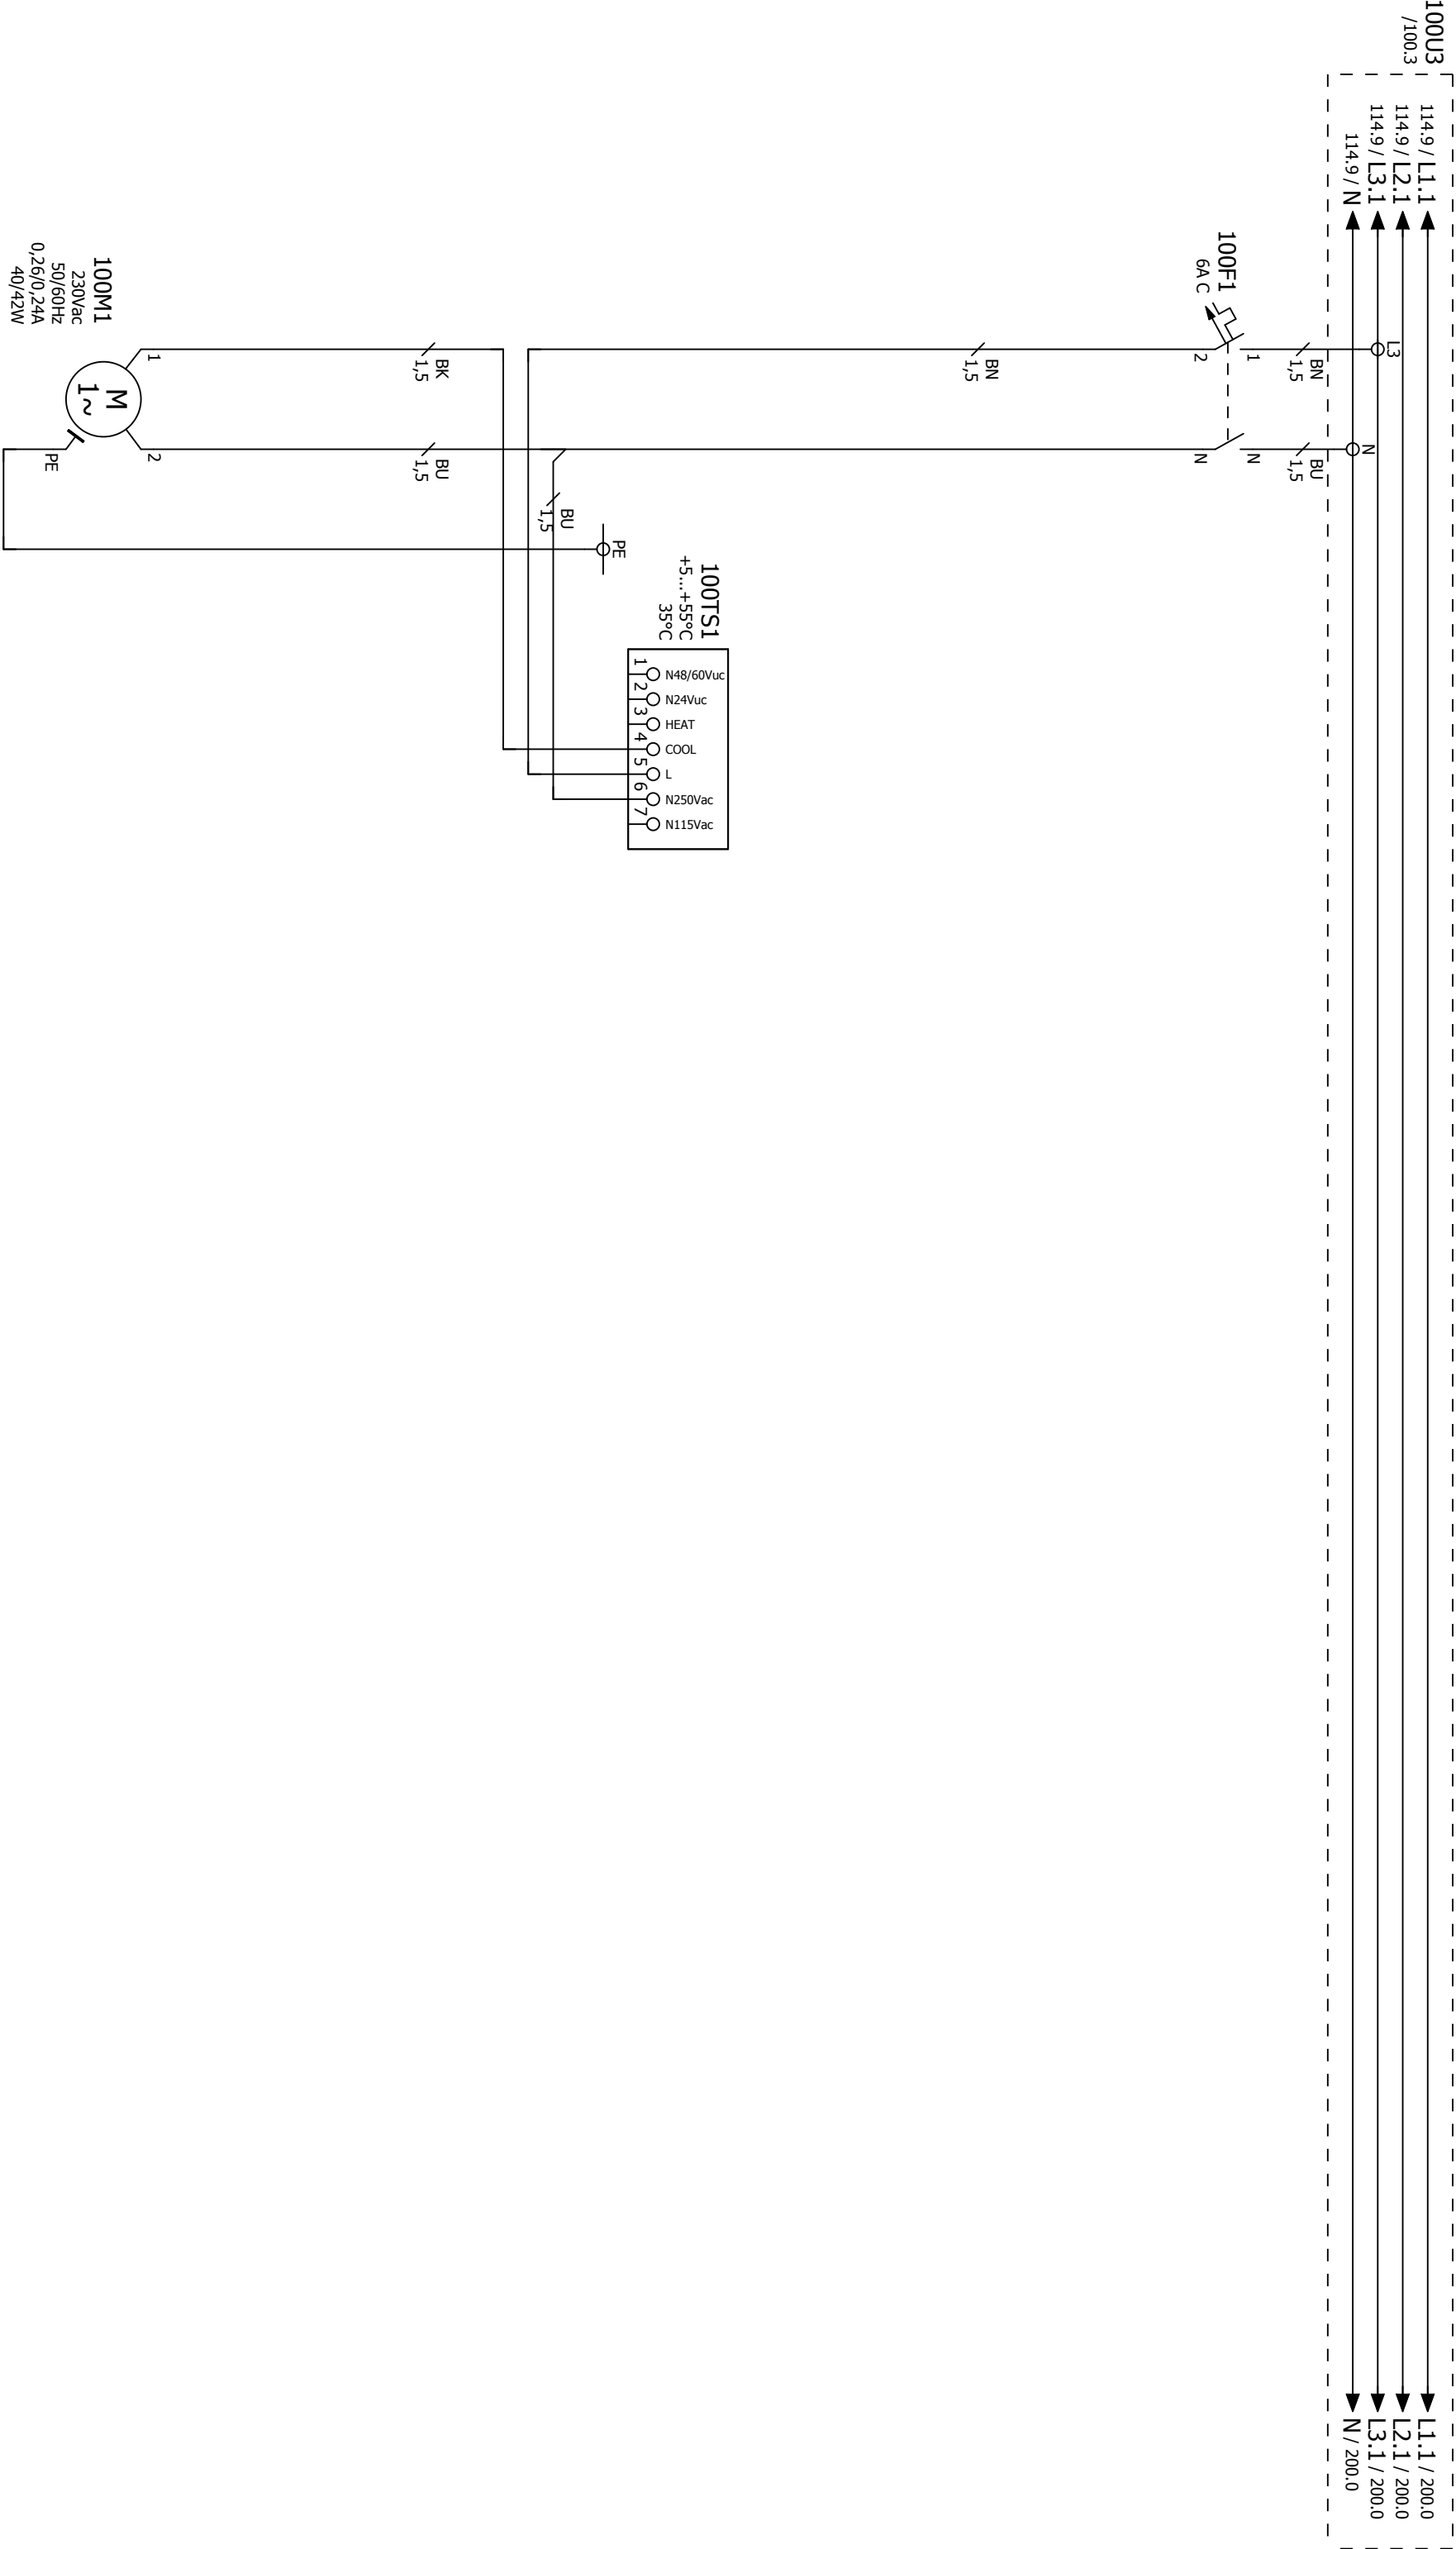 100U3
/100.3
114.9 / L1.1
114.9 / L2.1
114.9 / L3.1
114.9 / N
L1.1 / 200.0
L2.1 / 200.0
L3.1 / 200.0
N / 200.0
L3
N
BN
1,5
BU
1,5
100F1
6A C
1
2
N
N
BN
1,5
100TS1
+5...+55°C
35°C
1
N48/60Vuc
2
N24Vuc
3
HEAT
4
COOL
5
L
6
N250Vac
7
N115Vac
PE
BU
1,5
BK
1,5
BU
1,5
100M1
230Vac
50/60Hz
0,26/0,24A
40/42W
1
2
M
1~
PE